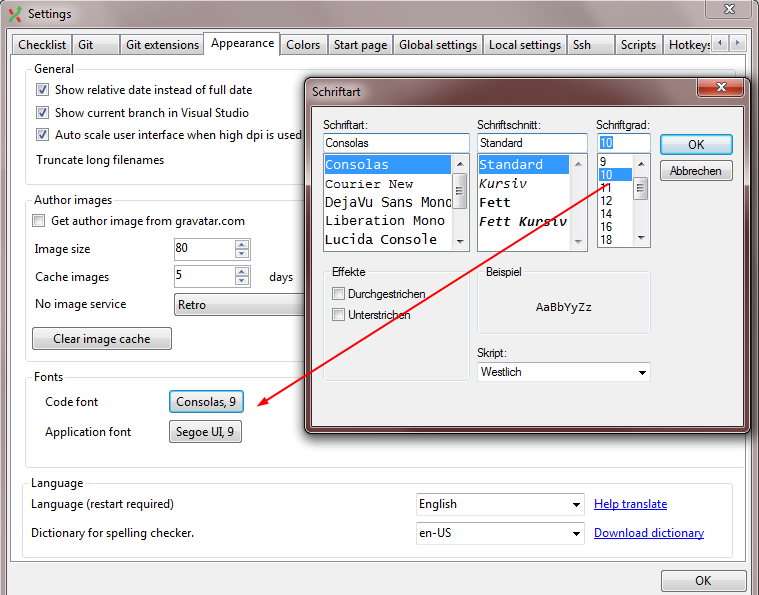 Settings
Checklist Git Git extensions Appearance Colors Start page Global settings Local settings Ssh Scripts Hotkeys
General
Show relative date instead of full date
Show current branch in Visual Studio
Auto scale user interface when high dpi is used
Truncate long filenames
Author images
Get author image from gravatar.com
Image size 80
Cache images 5 days
No image service Retro
Clear image cache
Fonts
Code font Consolas, 9
Application font Segoe UI, 9
Language
Language (restart required) English Help translate
Dictionary for spelling checker. en-US Download dictionary
OK
Schriftart
Schriftart: Schriftschnitt: Schriftgrad:
Consolas Standard 10 OK
Consolas Standard 9
Abbrechen
Courier New Kursiv 10
DejaVu Sans Mono Fett 11
Liberation Mono Fett Kursiv 12
Lucida Console 14
16
18
Effekte Beispiel
Durchgestrichen
Unterstrichen
AaBbYyZz
Skript:
Westlich